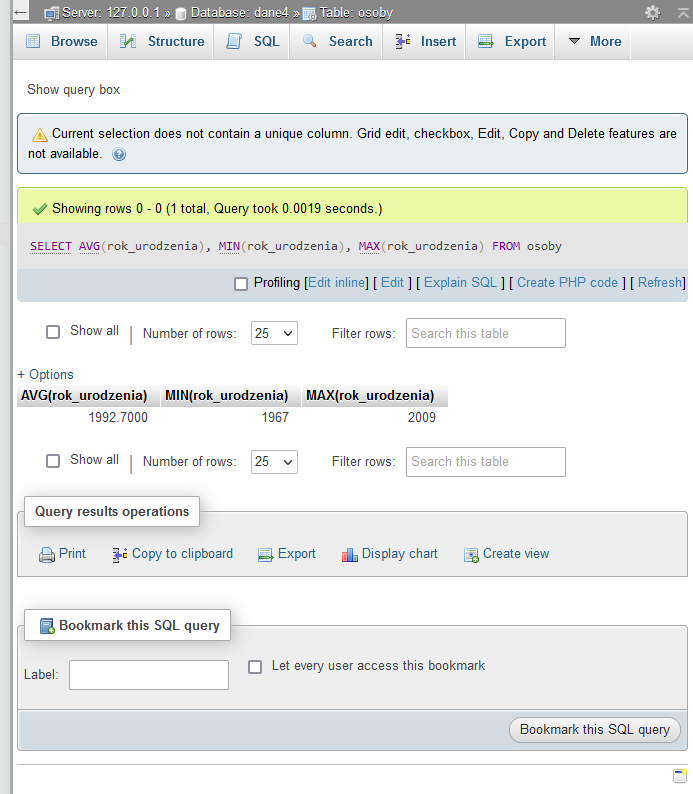 Server: 127.0.0.1 » Database: dane4 » Table: osoby
Browse Structure SQL Search Insert Export More
Show query box
Current selection does not contain a unique column. Grid edit, checkbox, Edit, Copy and Delete features are
not available.
Showing rows 0 - 0 (1 total, Query took 0.0019 seconds.)
SELECT AVG(rok_urodzenia), MIN(rok_urodzenia), MAX(rok_urodzenia) FROM osoby
Profiling [Edit inline] [ Edit ] [ Explain SQL ] [ Create PHP code ] [ Refresh]
Show all | Number of rows: 25 Filter rows: Search this table
+ Options
AVG(rok_urodzenia) MIN(rok_urodzenia) MAX(rok_urodzenia)
1992.7000 1967 2009
Show all | Number of rows: 25 Filter rows: Search this table
Query results operations
Print Copy to clipboard Export Display chart Create view
Bookmark this SQL query
Label: Let every user access this bookmark
Bookmark this SQL query